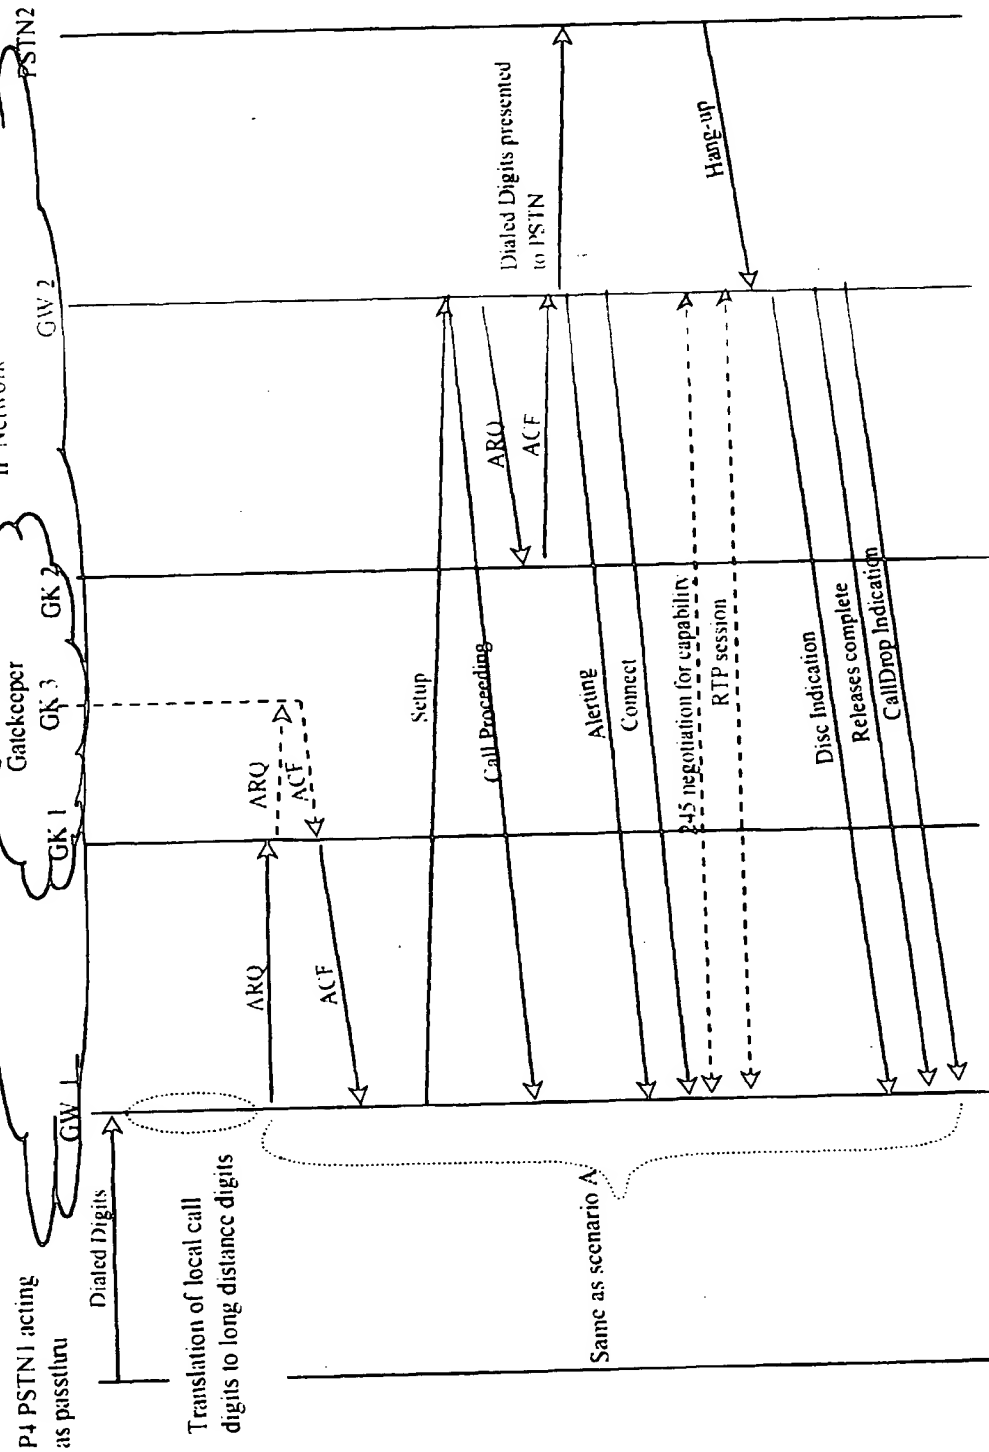 P4 PSTN1 acting
as passthru
GW 1
GK 1
Gatekeeper
GK 3
GK 2
GW 2
PSTN2
Dialed Digits
Translation of local call
digits to long distance digits
ARQ
ARQ
ACF
ACF
Setup
Call Proceeding
ARQ
ACF
Dialed Digits presented
to PSTN
Alerting
Connect
245 negotiation for capability
RTP session
Hang-up
Disc Indication
Releases complete
CallDrop Indication
Same as scenario A